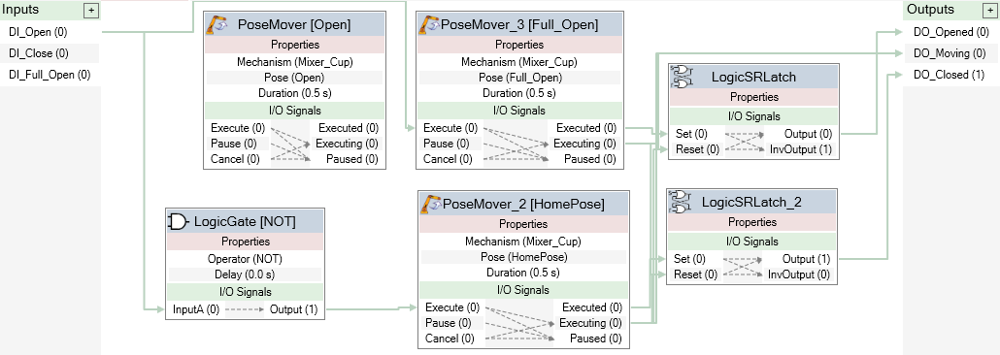 Inputs +
DI_Open (0)
DI_Close (0)
DI_Full_Open (0)
PoseMover [Open]
Properties
Mechanism (Mixer_Cup)
Pose (Open)
Duration (0.5 s)
I/O Signals
Execute (0) Executed (0)
Pause (0) Executing (0)
Cancel (0) Paused (0)
PoseMover_3 [Full_Open]
Properties
Mechanism (Mixer_Cup)
Pose (Full_Open)
Duration (0.5 s)
I/O Signals
Execute (0) Executed (0)
Pause (0) Executing (0)
Cancel (0) Paused (0)
LogicSRLatch
Properties
I/O Signals
Set (0) Output (0)
Reset (0) InvOutput (1)
Outputs +
DO_Opened (0)
DO_Moving (0)
DO_Closed (1)
LogicGate [NOT]
Properties
Operator (NOT)
Delay (0.0 s)
I/O Signals
InputA (0) Output (1)
PoseMover_2 [HomePose]
Properties
Mechanism (Mixer_Cup)
Pose (HomePose)
Duration (0.5 s)
I/O Signals
Execute (0) Executed (0)
Pause (0) Executing (0)
Cancel (0) Paused (0)
LogicSRLatch_2
Properties
I/O Signals
Set (0) Output (1)
Reset (0) InvOutput (0)